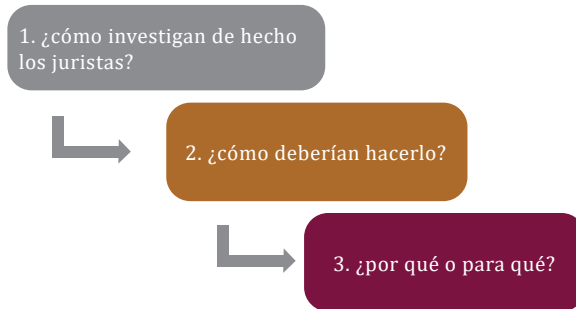 1. ¿cómo investigan de hecho
los juristas?
2. ¿cómo deberían hacerlo?
3. ¿por qué o para qué?